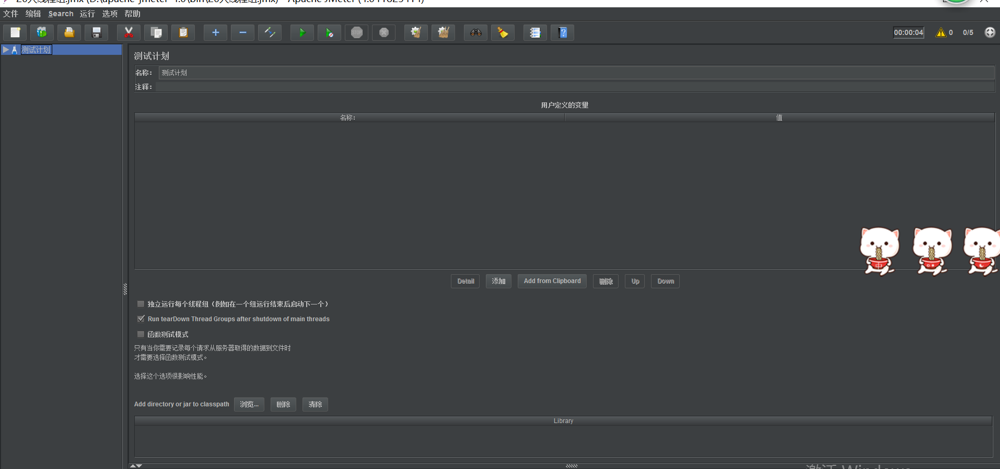 文件 编辑 Search 运行 选项 帮助
STOP
00:00:04 0 0/5
测试计划
测试计划
名称： 测试计划
注释：
用户定义的变量
名称: 值
中
Detail 添加 Add from Clipboard 删除 Up Down
独立运行每个线程组（例如在一个组运行结束后启动下一个）
Run tearDown Thread Groups after shutdown of main threads
函数测试模式
只有当你需要记录每个请求从服务器取得的数据到文件时
才需要选择函数测试模式。
选择这个选项很影响性能。
Add directory or jar to classpath 浏览... 删除 清除
Library